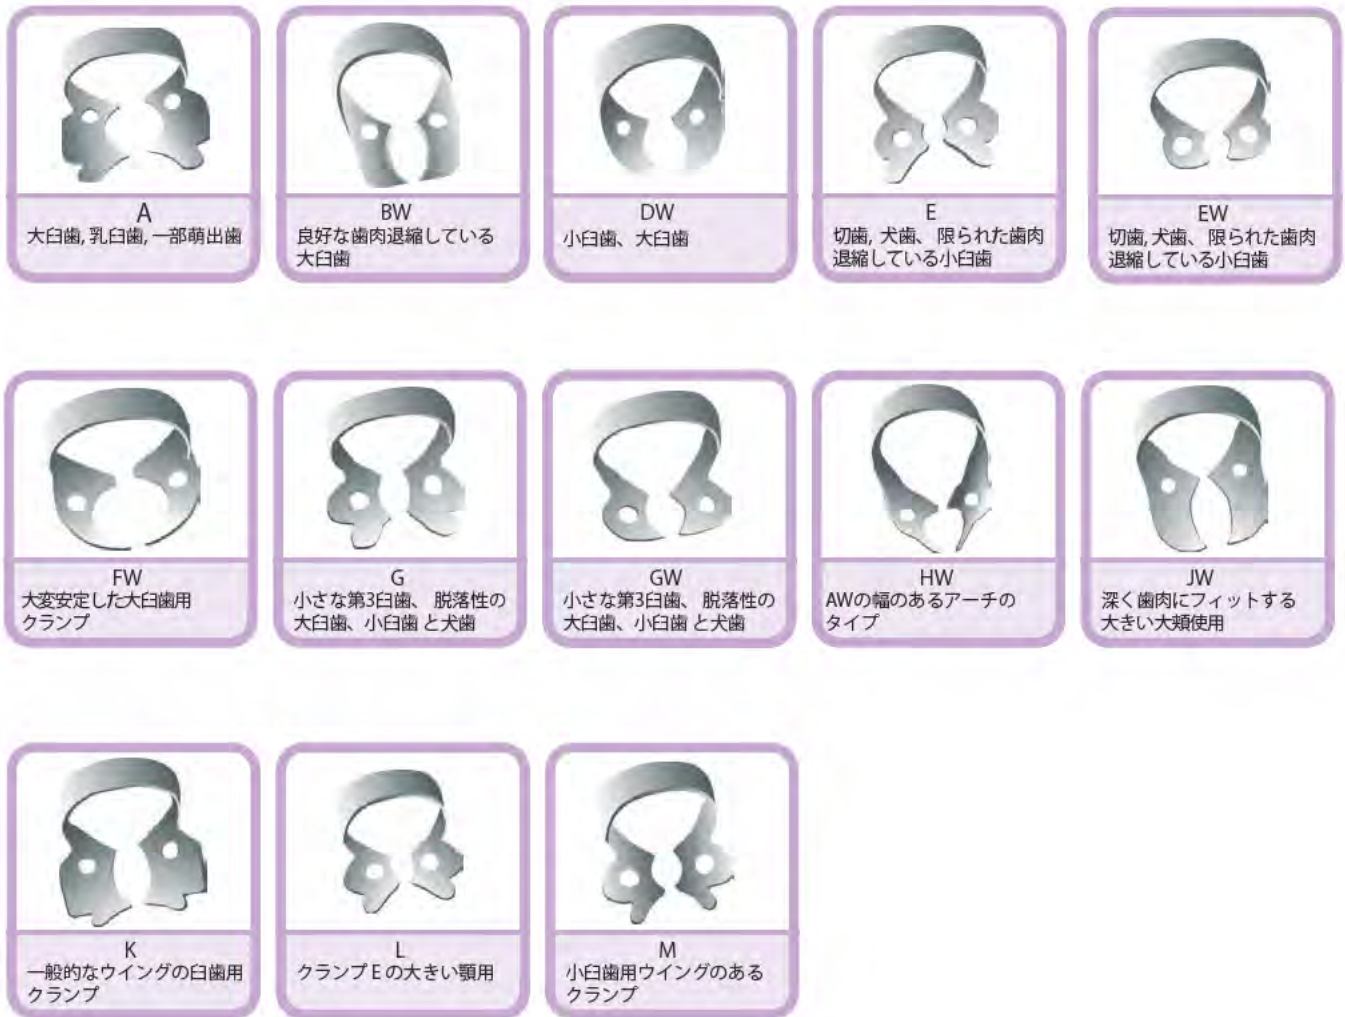 A
大臼歯, 乳臼歯, 一部萌出歯
BW
良好な歯肉退縮している
大臼歯
DW
小臼歯、大臼歯
E
切歯, 犬歯、限られた歯肉
退縮している小臼歯
EW
切歯, 犬歯、限られた歯肉
退縮している小臼歯
FW
大変安定した大臼歯用
クランプ
G
小さな第3臼歯、脱落性の
大臼歯、小臼歯 と犬歯
GW
小さな第3臼歯、脱落性の
大臼歯、小臼歯 と犬歯
HW
AWの幅のあるアーチの
タイプ
JW
深く歯肉にフィットする
大きい大頬使用
K
一般的なウイングの臼歯用
クランプ
L
クランプ E の大きい顎用
M
小臼歯用ウイングのある
クランプ